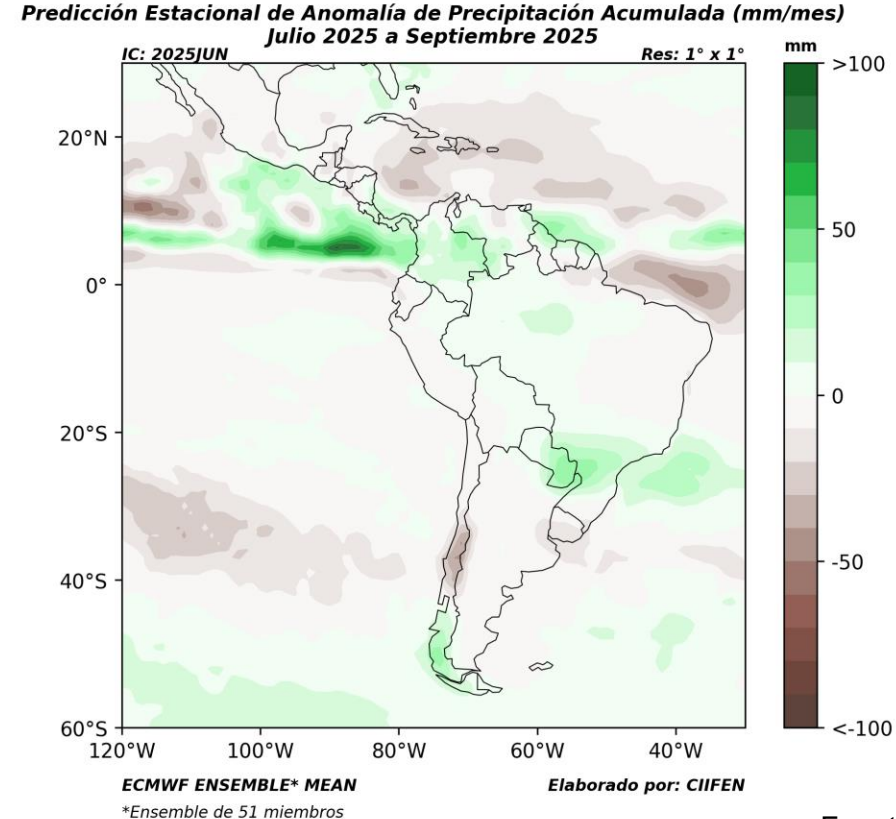 Predicción Estacional de Anomalía de Precipitación Acumulada (mm/mes)
Julio 2025 a Septiembre 2025
IC: 2025JUN
Res: 1° x 1°
mm
>100
50
0
-50
<-100
20°N
0°
20°S
40°S
60°S
120°W
100°W
80°W
60°W
40°W
ECMWF ENSEMBLE* MEAN
Elaborado por: CIIFEN
*Ensemble de 51 miembros